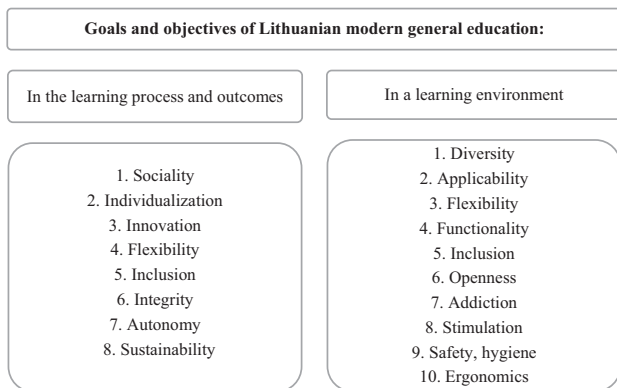 Goals and objectives of Lithuanian modern general education:
In the learning process and outcomes
In a learning environment
1. Sociality
2. Individualization
3. Innovation
4. Flexibility
5. Inclusion
6. Integrity
7. Autonomy
8. Sustainability
1. Diversity
2. Applicability
3. Flexibility
4. Functionality
5. Inclusion
6. Openness
7. Addiction
8. Stimulation
9. Safety, hygiene
10. Ergonomics